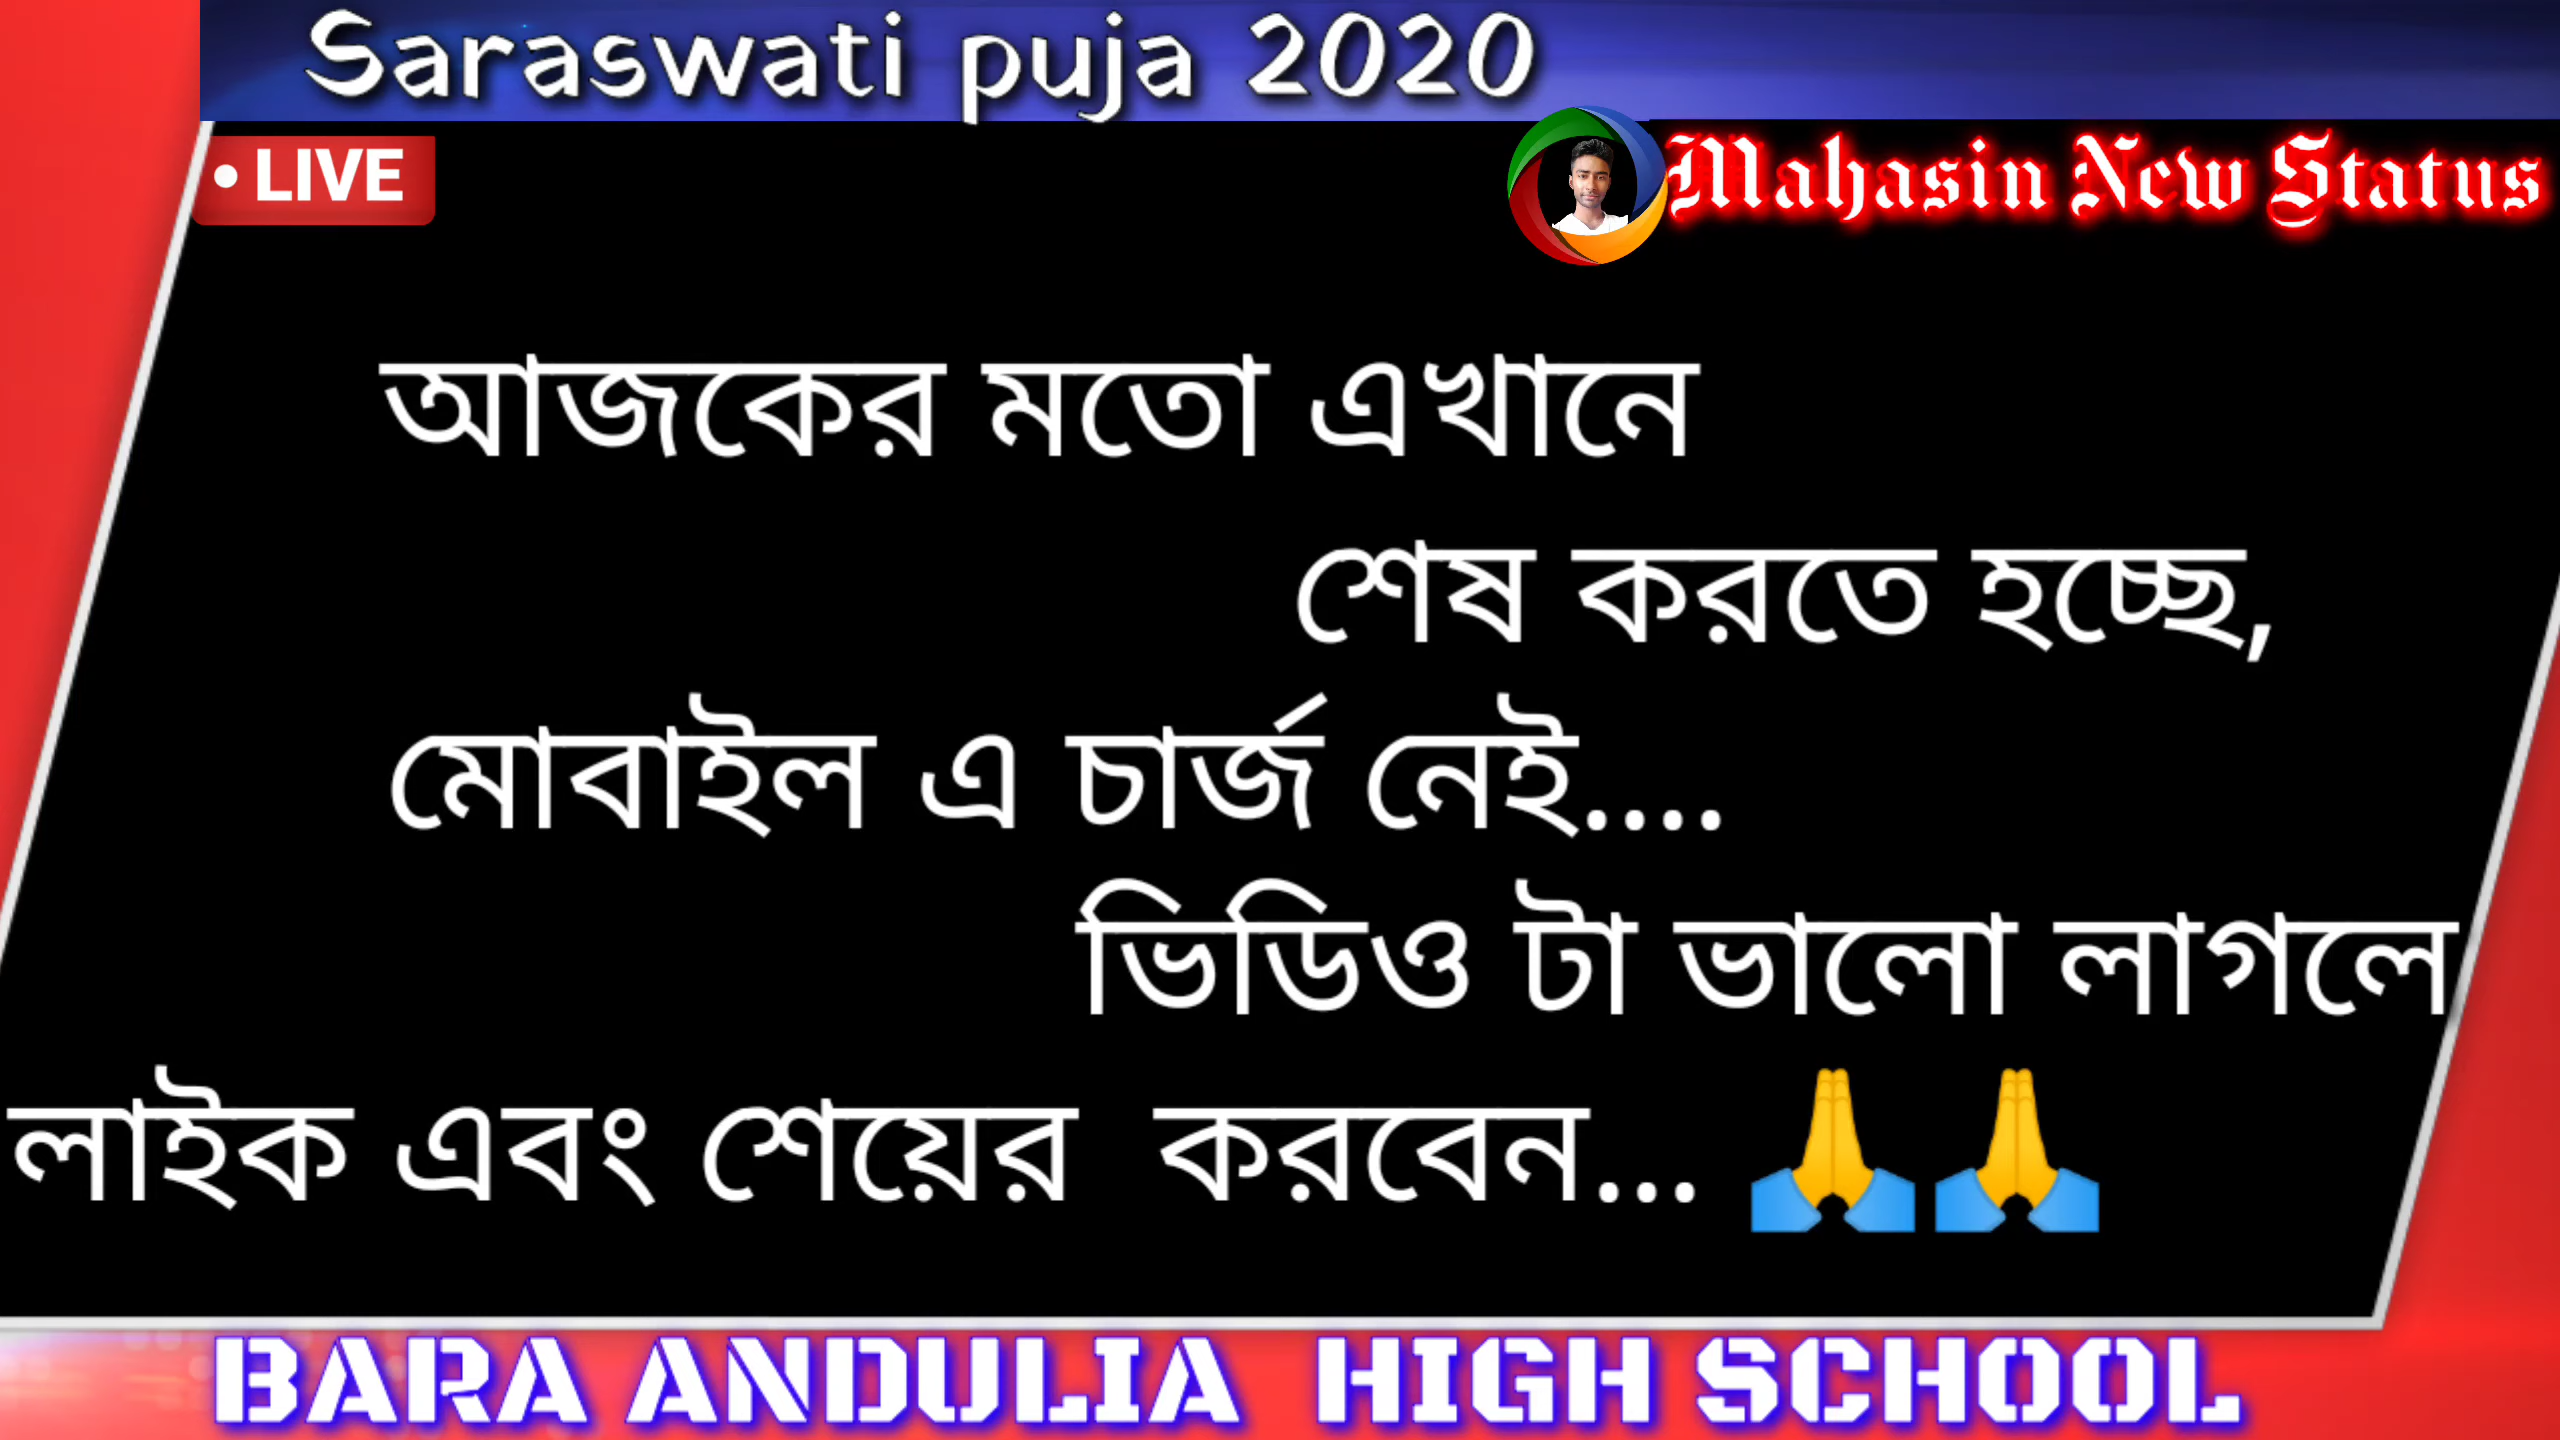 Saraswati puja 2020
• LIVE
Mahasin New Status
আজকের মতো এখানে
শেষ করতে হচ্ছে,
মোবাইল এ চার্জ নেই....
ভিডিও টা ভালো লাগলে
লাইক এবং শেয়ের করবেন... 🙏🙏
BARA ANDULIA HIGH SCHOOL